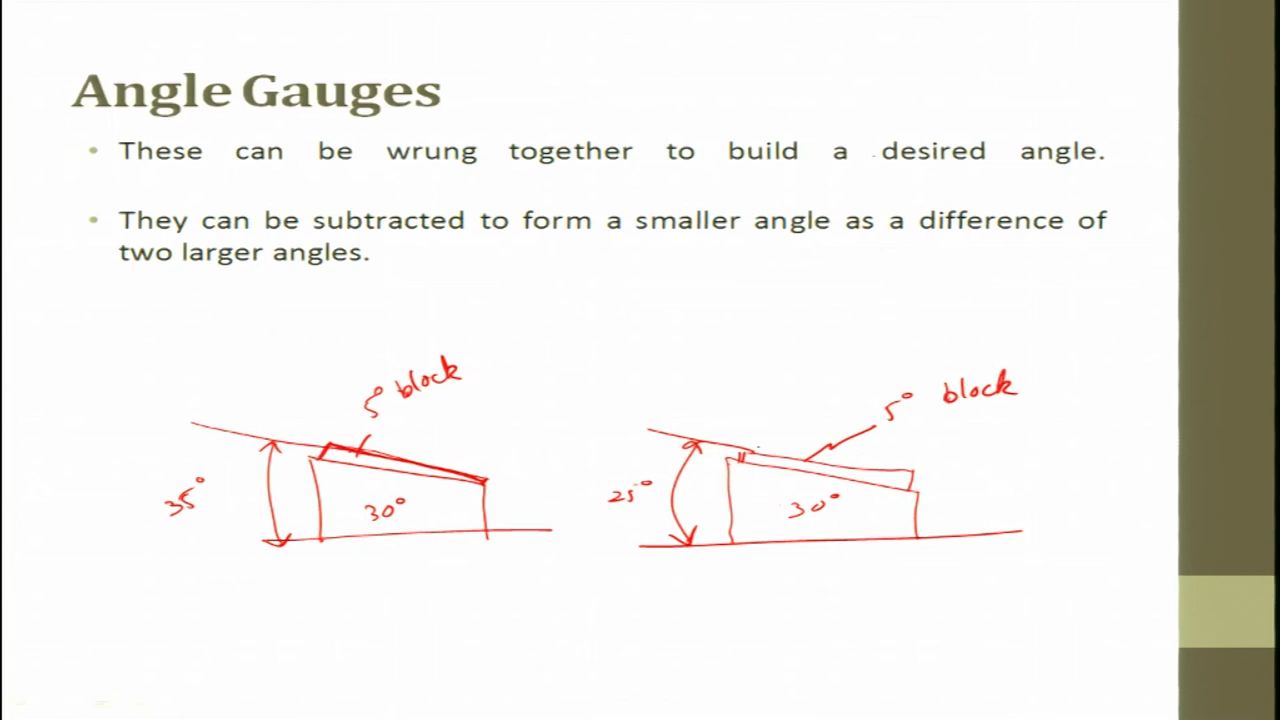 Angle Gauges
• These can be wrung together to build a desired angle.
• They can be subtracted to form a smaller angle as a difference of
two larger angles.
5° block
35°
30°
5° block
25°
30°